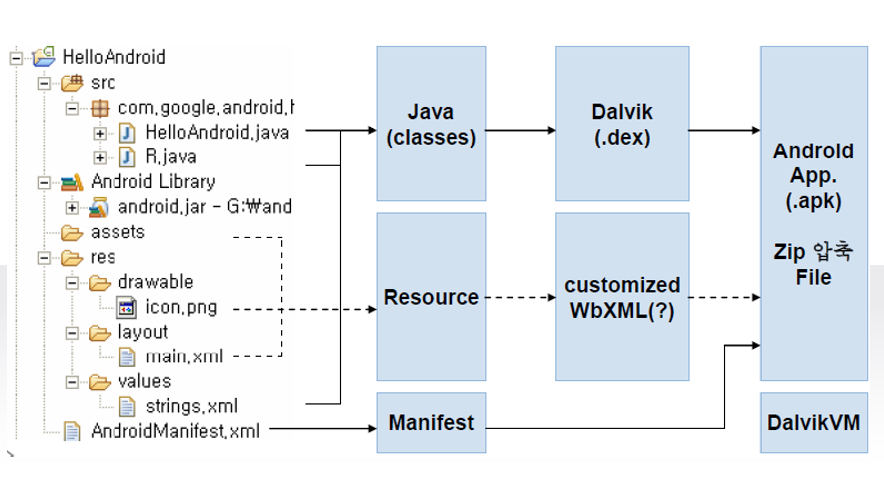 HelloAndroid
src
com.google.android.h
HelloAndroid.java
R.java
Android Library
android.jar - G:₩and
assets
res
drawable
icon.png
layout
main.xml
values
strings.xml
AndroidManifest.xml
Java
(classes)
Dalvik
(.dex)
Android
App.
(.apk)
Zip 압축
File
Resource
customized
WbXML(?)
Manifest
DalvikVM